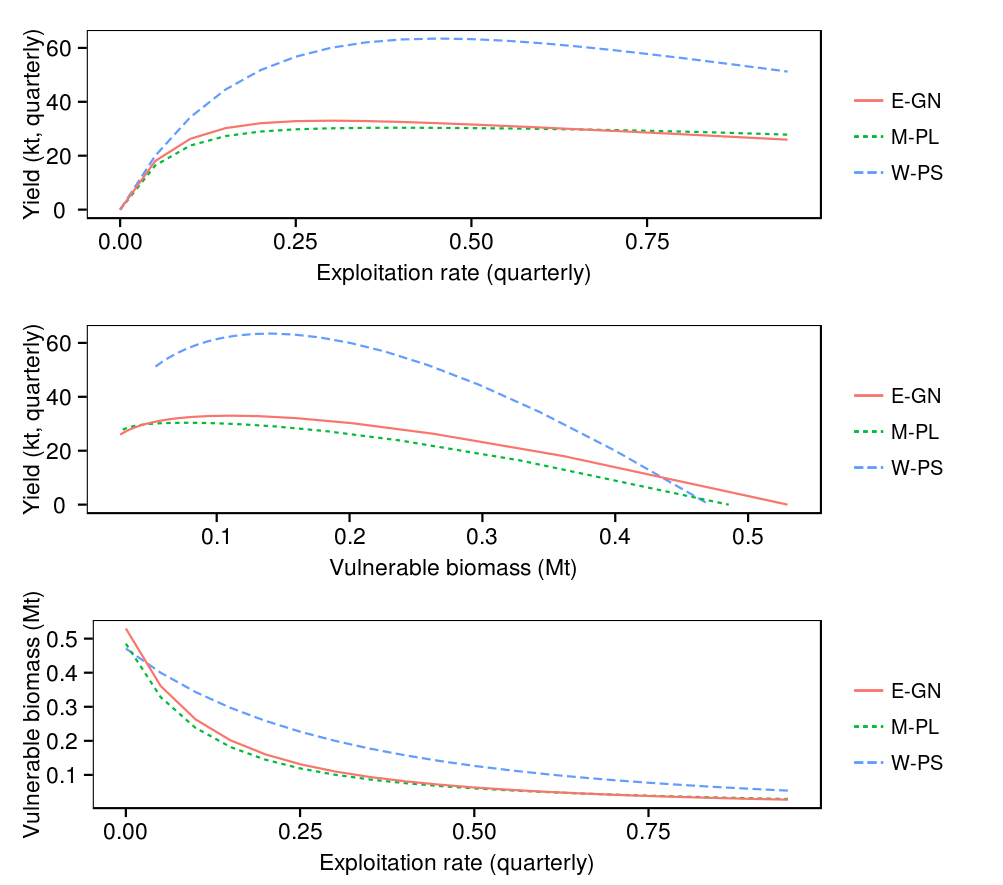 Yield (kt, quarterly)
60
40
20
0
0.00 0.25 0.50 0.75
Exploitation rate (quarterly)
E-GN
M-PL
W-PS
Yield (kt, quarterly)
60
40
20
0
0.1 0.2 0.3 0.4 0.5
Vulnerable biomass (Mt)
E-GN
M-PL
W-PS
Vulnerable biomass (Mt)
0.5
0.4
0.3
0.2
0.1
0.00 0.25 0.50 0.75
Exploitation rate (quarterly)
E-GN
M-PL
W-PS